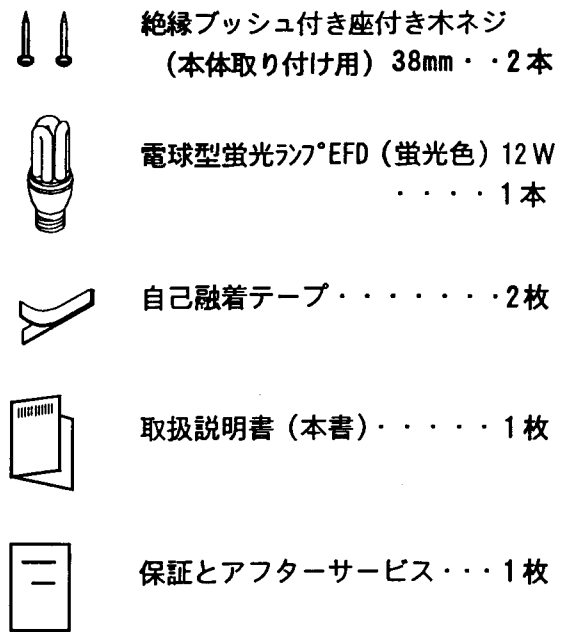 絶縁ブッシュ付き座付き木ネジ
(本体取り付け用) 38mm・・2本
電球型蛍光ﾗﾝﾌﾟEFD(蛍光色)12W
・・・・1本
自己融着テープ・・・・・・・2枚
取扱説明書(本書)・・・・・1枚
保証とアフターサービス・・・1枚